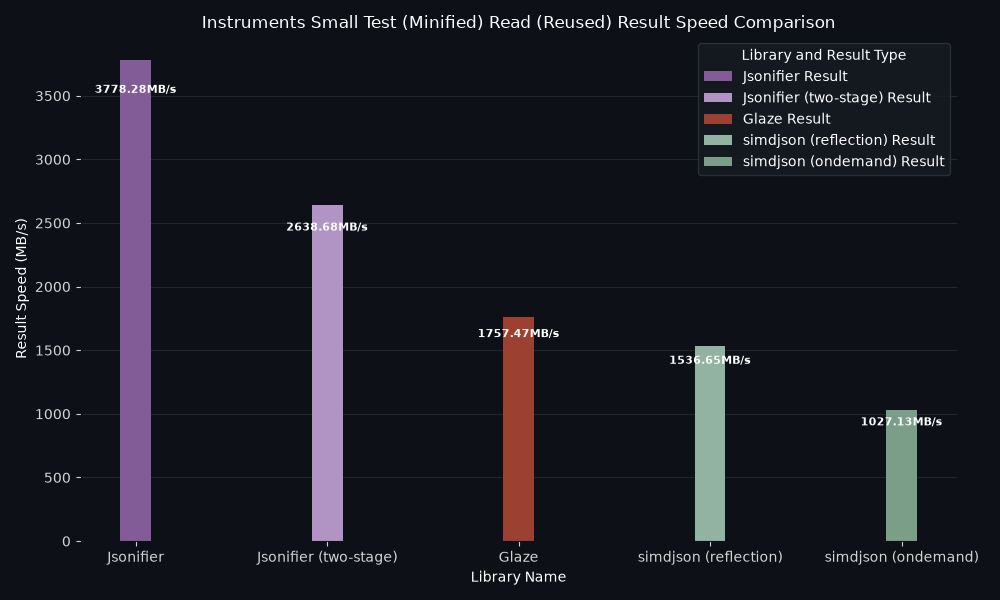 Instruments Small Test (Minified) Read (Reused) Result Speed Comparison
Library and Result Type
Jsonifier Result
Jsonifier (two-stage) Result
Glaze Result
simdjson (reflection) Result
simdjson (ondemand) Result
Result Speed (MB/s)
3500
3000
2500
2000
1500
1000
500
0
3778.28MB/s
2638.68MB/s
1757.47MB/s
1536.65MB/s
1027.13MB/s
Jsonifier
Jsonifier (two-stage)
Glaze
simdjson (reflection)
simdjson (ondemand)
Library Name